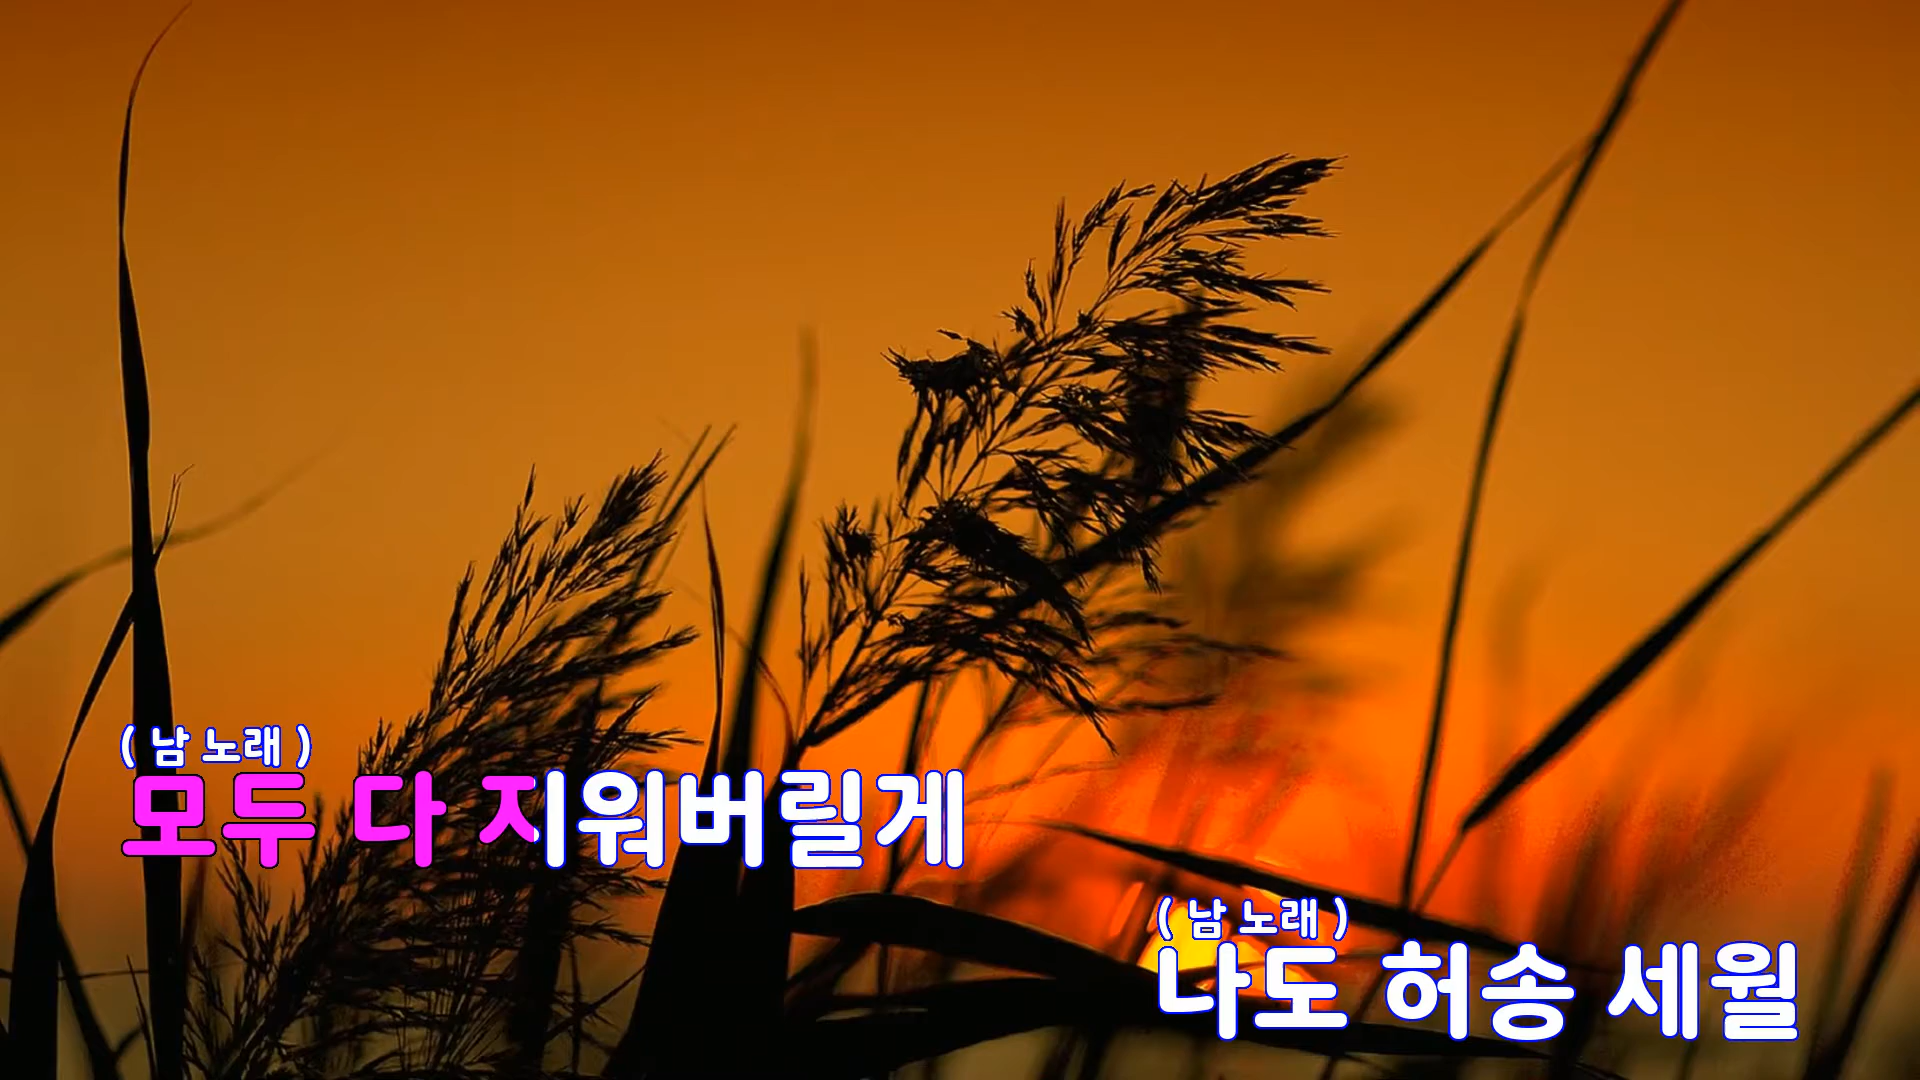 ( 남 노래 )
모두 다 지워버릴게
( 남 노래 )
나도 허송 세월